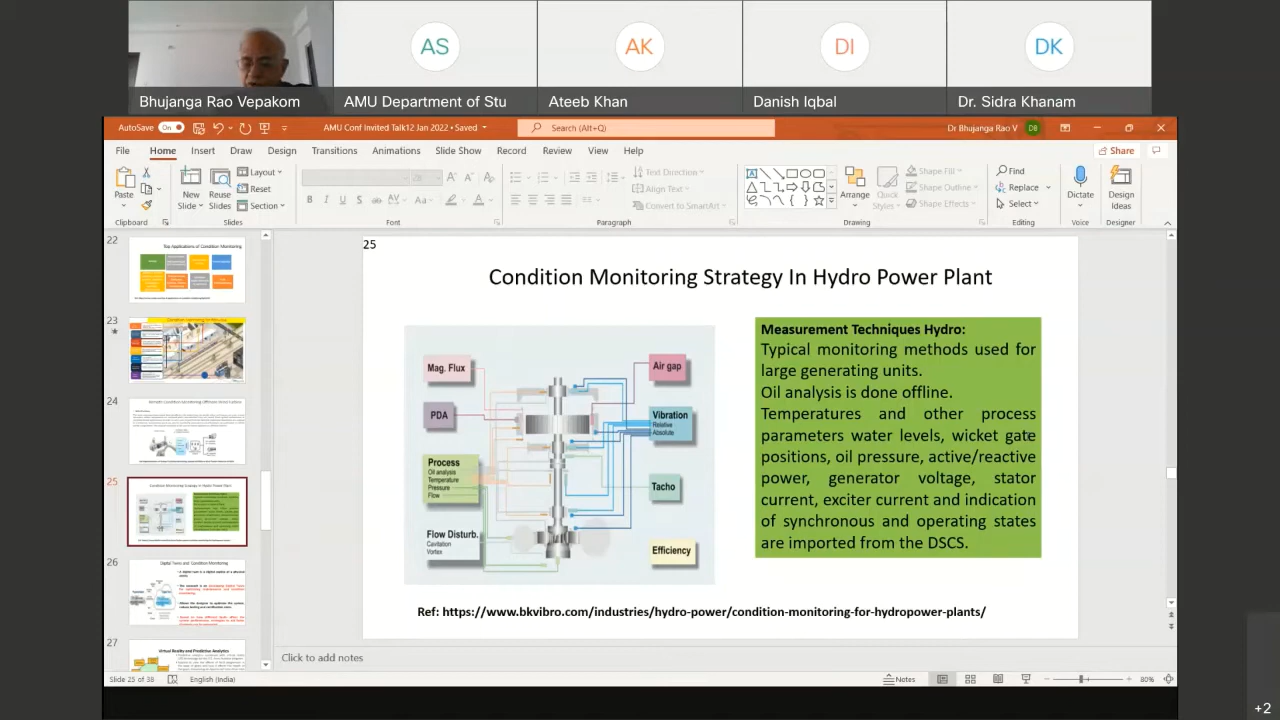 AS
AK
DI
DK
Bhujanga Rao Vepakom
AMU Department of Stu
Ateeb Khan
Danish Iqbal
Dr. Sidra Khanam
AutoSave On
AMU Conf Invited Talk12 Jan 2022 • Saved
Search (Alt+Q)
Dr Bhujanga Rao V
DB
File Home Insert Draw Design Transitions Animations Slide Show Record Review View Help
Share
Paste
New Slide
Reuse Slides
Layout
Reset
Section
Text Direction
Align Text
Convert to SmartArt
Arrange
Quick Styles
Shape Fill
Shape Outline
Shape Effects
Find
Replace
Select
Dictate
Design Ideas
Clipboard
Slides
Font
Paragraph
Drawing
Editing
Voice
Designer
22
Top Applications of Condition Monitoring
23
24
25
Condition Monitoring Strategy in Hydro Power Plant
26
Digital Twins and Condition Monitoring
27
Virtual Reality and Predictive Analytics
25
Condition Monitoring Strategy in Hydro Power Plant
Mag. Flux
PDA
Process
Oil analysis
Temperature
Pressure
Flow
Flow Disturb.
Cavitation
Vortex
Air gap
Vibration
Relative
Absolute
Tacho
Efficiency
Measurement Techniques Hydro:
Typical monitoring methods used for
large generating units.
Oil analysis is done offline.
Temperatures and other process
parameters water levels, wicket gate
positions, oil pressure, active/reactive
power, generator voltage, stator
current, exciter current and indication
of synchronous and operating states
are imported from the DSCS.
Ref: https://www.bkvibro.com/industries/hydro-power/condition-monitoring-for-hydropower-plants/
Click to add notes
Slide 25 of 38
English (India)
Notes
80%
+2